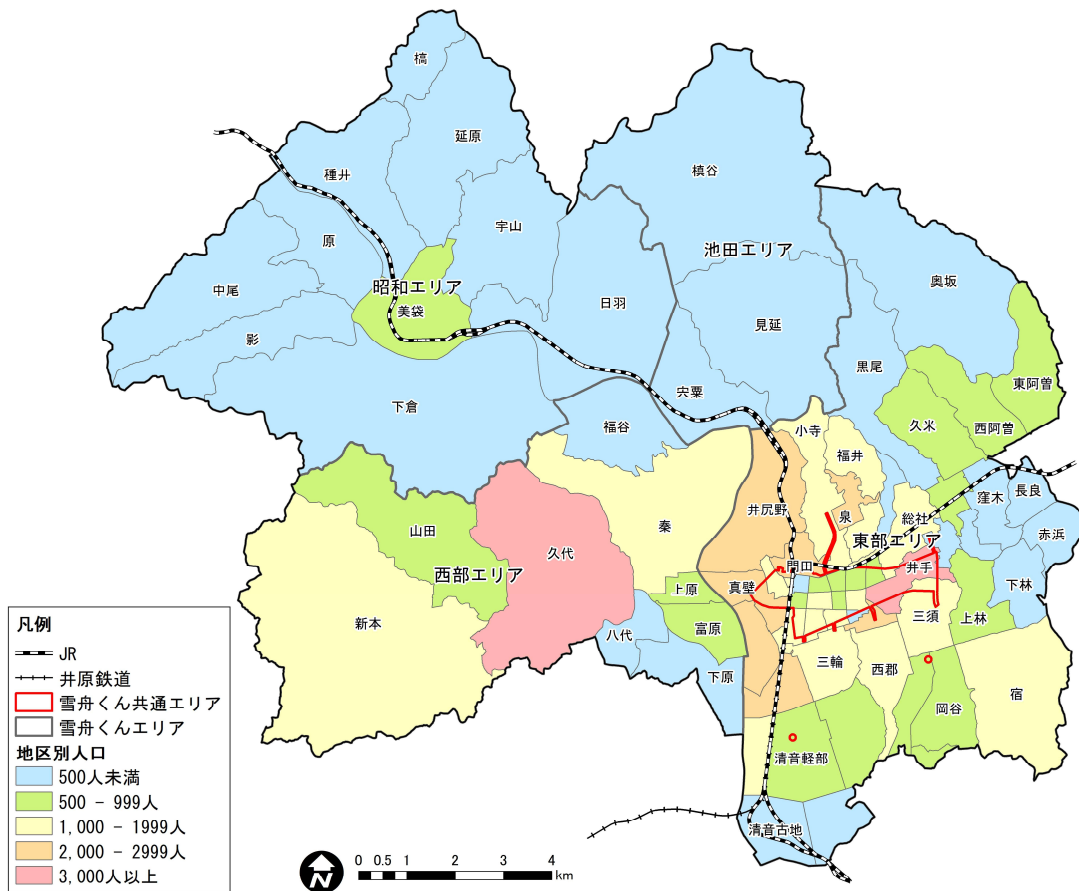 槁
延原
種井
槙谷
宇山
原
池田エリア
奥坂
昭和エリア
中尾
日羽
美袋
見延
影
黒尾
東阿曽
宍粟
下倉
久米
西阿曽
小寺
福谷
福井
長良
窪木
井尻野
泉
総社
秦
赤浜
山田
東部エリア
久代
門田
井手
西部エリア
下林
真壁
上原
三須
上林
新本
富原
八代
三輪
西郡
下原
宿
岡谷
清音軽部
清音古地
凡例
JR
井原鉄道
雪舟くん共通エリア
雪舟くんエリア
地区別人口
500人未満
500 - 999人
1,000 - 1999人
2,000 - 2999人
3,000人以上
N
0 0.5 1 2 3 4
km